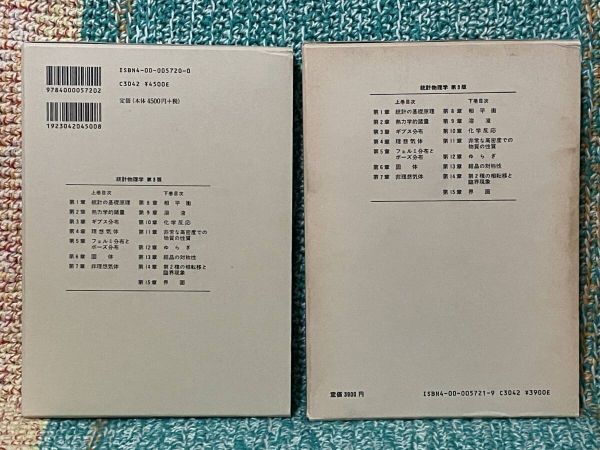 ISBN4-00-005720-0
C3042 ¥4500E
定価(本体4500円+税)
9784000057202
1923042045008
統計物理学 第3版
上巻目次
第1章 統計の基礎原理
第2章 熱力学的諸量
第3章 ギブス分布
第4章 理想気体
第5章 フェルミ分布と
ボーズ分布
第6章 固体
第7章 非理想気体
下巻目次
第8章 相平衡
第9章 溶液
第10章 化学反応
第11章 非常な高密度での
物質の性質
第12章 ゆらぎ
第13章 結晶の対称性
第14章 第2種の相転移と
臨界現象
第15章 界面
統計物理学 第3版
上巻目次
第1章 統計の基礎原理
第2章 熱力学的諸量
第3章 ギブス分布
第4章 理想気体
第5章 フェルミ分布と
ボーズ分布
第6章 固体
第7章 非理想気体
下巻目次
第8章 相平衡
第9章 溶液
第10章 化学反応
第11章 非常な高密度での
物質の性質
第12章 ゆらぎ
第13章 結晶の対称性
第14章 第2種の相転移と
臨界現象
第15章 界面
定価3900円
ISBN4-00-005721-9 C3042 ¥3900E